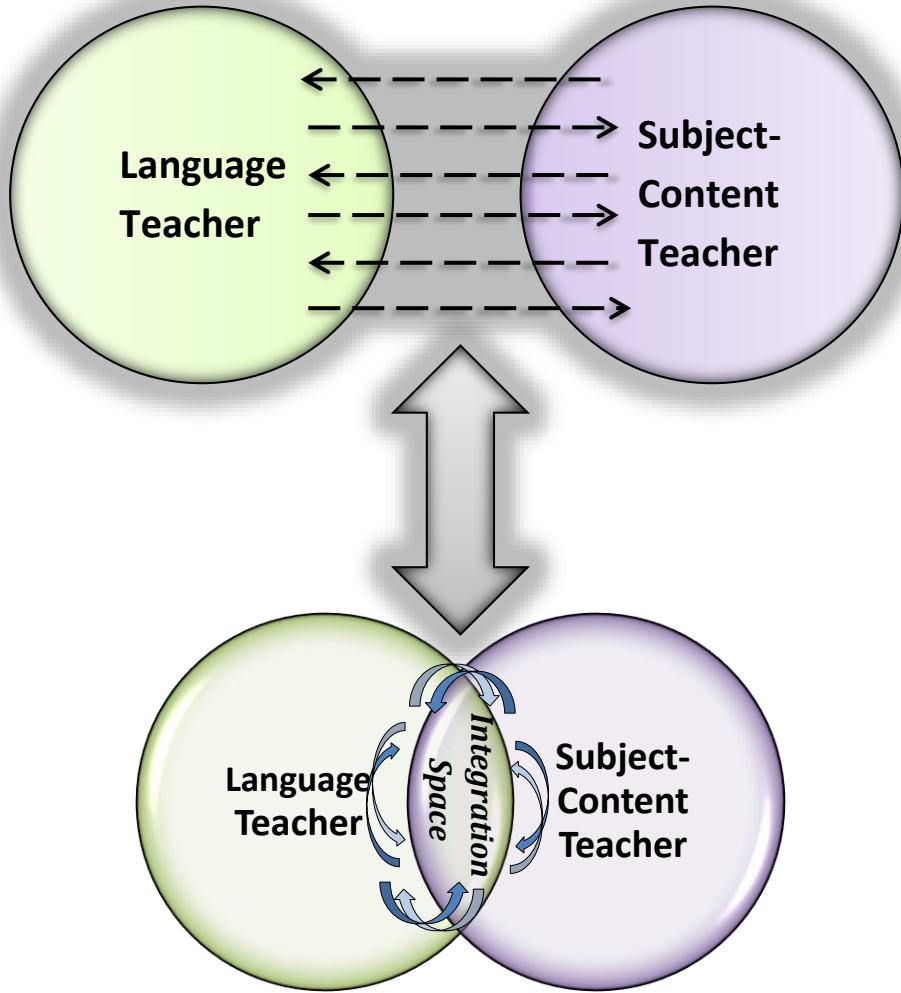 Language
Teacher
Subject-
Content
Teacher
Language
Teacher
Integration
Space
Subject-
Content
Teacher